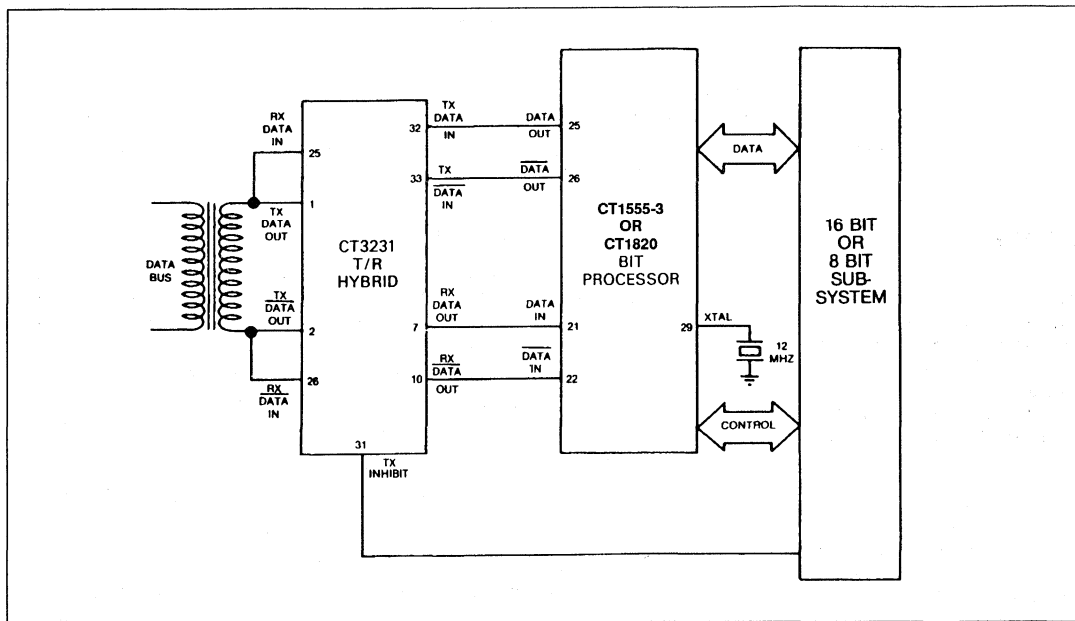 RX
DATA
IN
25
1
TX
DATA
OUT
DATA
BUS
TX
DATA
OUT
2
26
RX
DATA
IN
CT3231
T/R
HYBRID
31
TX
INHIBIT
32
TX
DATA
IN
33
TX
DATA
IN
7
RX
DATA
OUT
10
RX
DATA
OUT
DATA
OUT
25
DATA
OUT
26
CT1555-3
OR
CT1820
BIT
PROCESSOR
DATA
IN
21
DATA
IN
22
29
XTAL
12
MHZ
DATA
CONTROL
16 BIT
OR
8 BIT
SUB-
SYSTEM